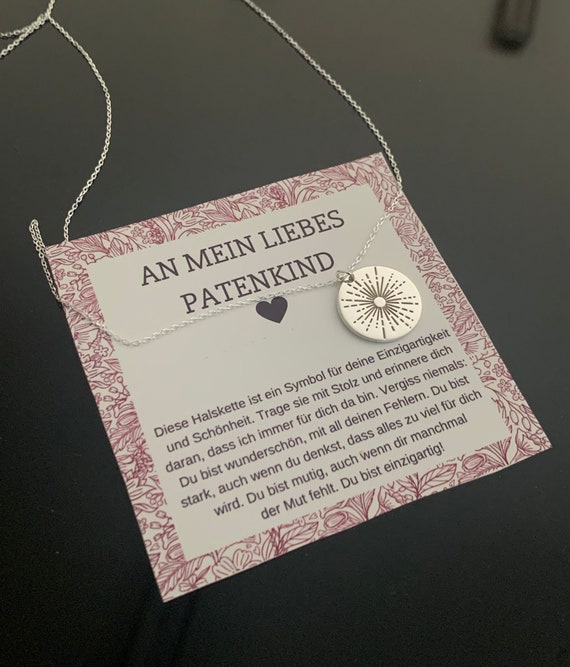 AN MEIN LIEBES
PATENKIND
Diese Halskette ist ein Symbol für deine Einzigartigkeit
und Schönheit. Trage sie mit Stolz und erinnere dich
daran, dass ich immer für dich da bin. Vergiss niemals:
Du bist wunderschön, mit all deinen Fehlern. Du bist
stark, auch wenn du denkst, dass alles zu viel für dich
wird. Du bist mutig, auch wenn dir manchmal
der Mut fehlt. Du bist einzigartig!